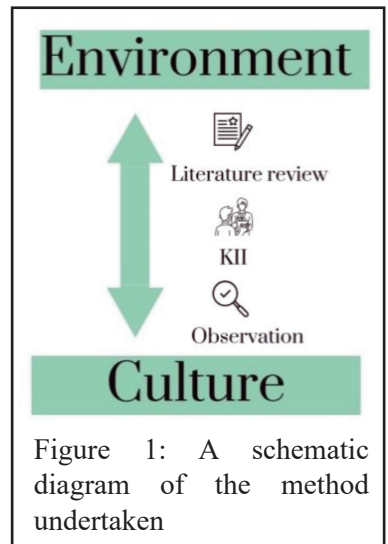 Environment
Literature review
KII
Observation
Culture
Figure 1: A schematic
diagram of the method
undertaken